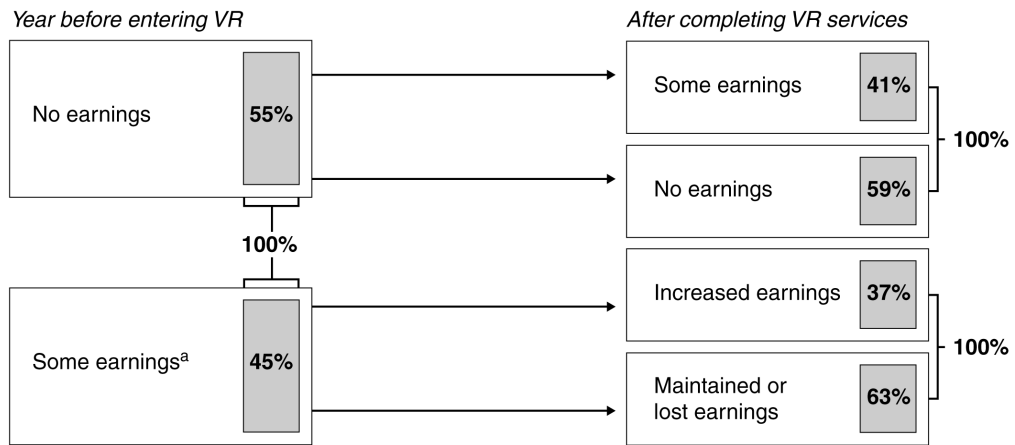 Year before entering VR
After completing VR services
No earnings
55%
Some earnings
41%
100%
No earnings
59%
100%
Some earningsᵃ
45%
Increased earnings
37%
100%
Maintained or
lost earnings
63%